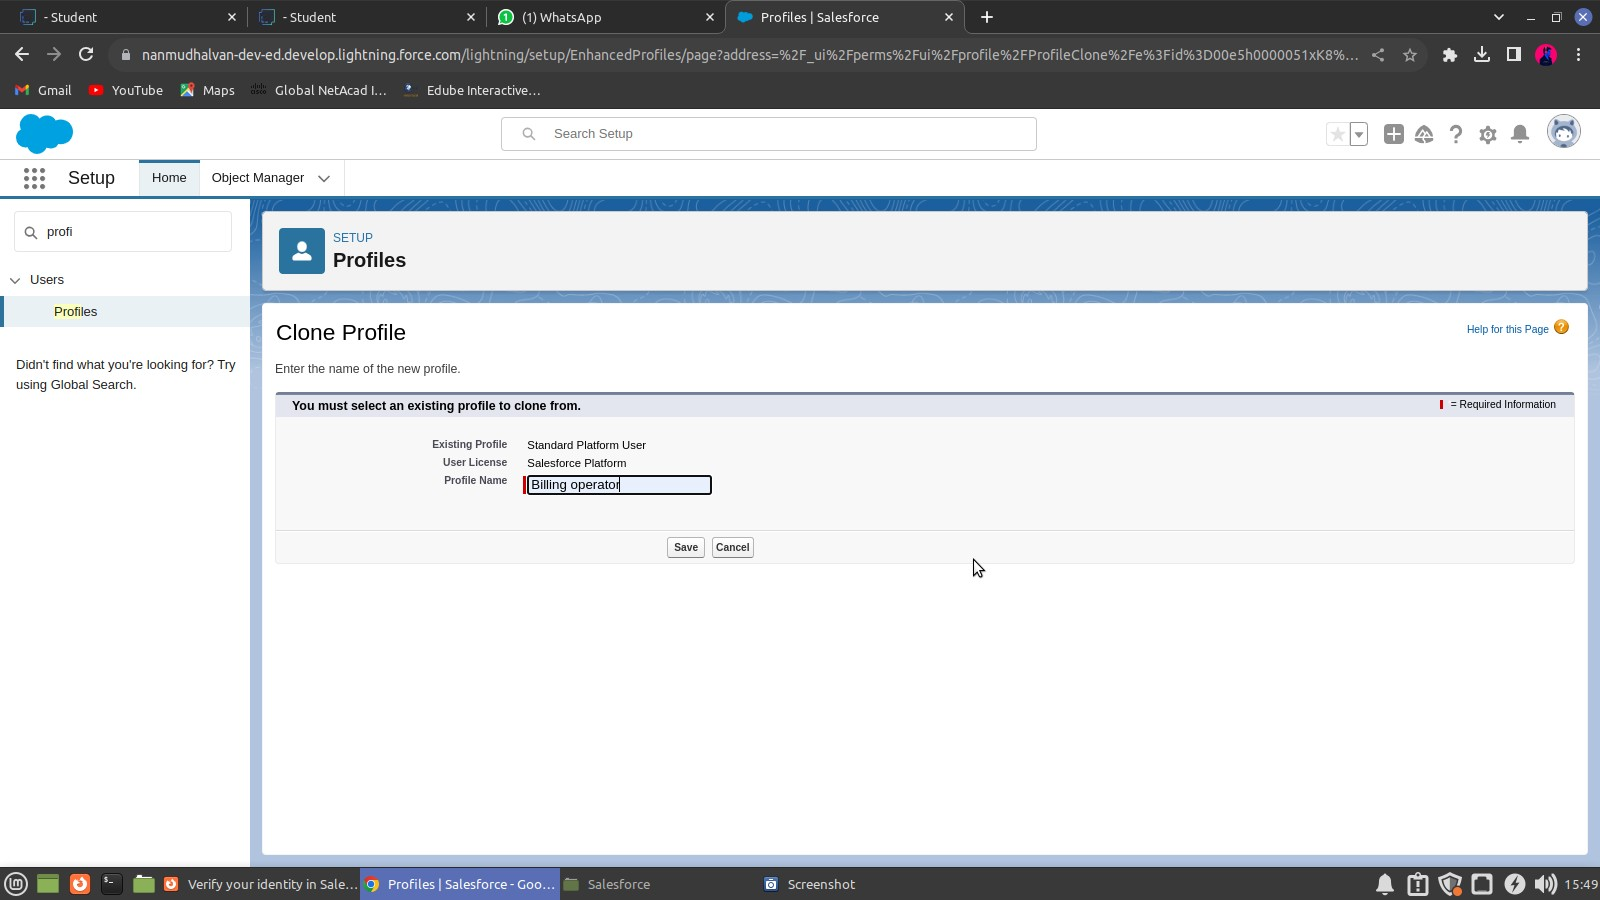 - Student
- Student
(1) WhatsApp
Profiles | Salesforce
nanmudhalvan-dev-ed.develop.lightning.force.com/lightning/setup/EnhancedProfiles/page?address=%2F_ui%2Fperms%2Fui%2Fprofile%2FProfileClone%2Fe%3Fid%3D00e5h0000051xK8%...
Gmail
YouTube
Maps
Global NetAcad I...
Edube Interactive...
Search Setup
Setup
Home
Object Manager
profi
Users
Profiles
Didn't find what you're looking for? Try
using Global Search.
SETUP
Profiles
Clone Profile
Help for this Page
Enter the name of the new profile.
You must select an existing profile to clone from.
= Required Information
Existing Profile Standard Platform User
User License Salesforce Platform
Profile Name Billing operator
Save Cancel
Verify your identity in Sale...
Profiles | Salesforce - Goo...
Salesforce
Screenshot
15:49